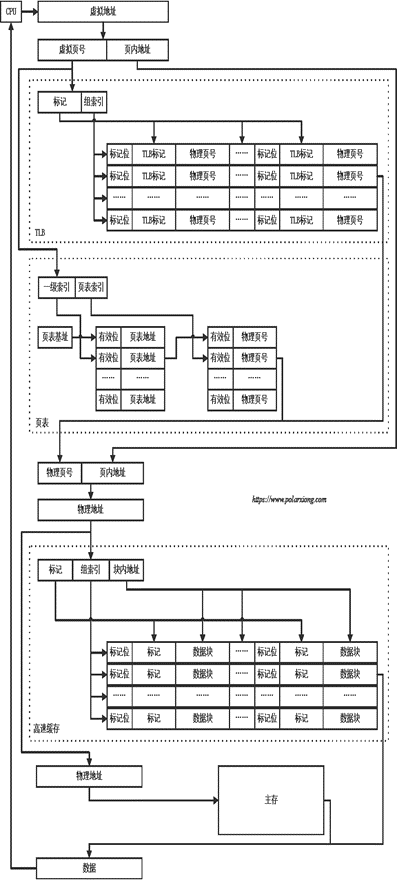 CPU 虚拟地址
虚拟页号 页内地址
标记 组索引
标记位 TLB标记 物理页号 …… 标记位 TLB标记 物理页号
标记位 TLB标记 物理页号 …… 标记位 TLB标记 物理页号
…… …… …… …… …… …… ……
标记位 TLB标记 物理页号 …… 标记位 TLB标记 物理页号
TLB
一级索引 页表索引
页表基址 有效位 页表地址 有效位 物理页号
有效位 页表地址 有效位 物理页号
…… …… …… ……
有效位 页表地址 有效位 物理页号
页表
物理页号 页内地址
https://www.polarxiong.com
物理地址
标记 组索引 块内地址
标记位 标记 数据块 …… 标记位 标记 数据块
标记位 标记 数据块 …… 标记位 标记 数据块
…… …… …… …… …… …… ……
标记位 标记 数据块 …… 标记位 标记 数据块
高速缓存
物理地址
主存
数据